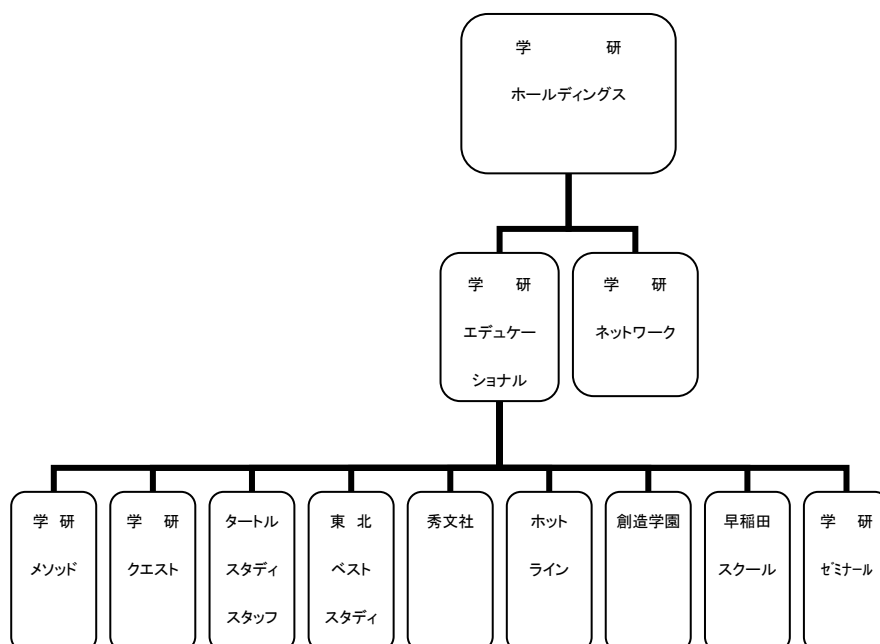 学 研
ホールディングス
学 研
エデュケー
ショナル
学 研
ネットワーク
学 研
メソッド
学 研
クエスト
タートル
スタディ
スタッフ
東 北
ベスト
スタディ
秀文社
ホット
ライン
創造学園
早稲田
スクール
学 研
ゼミナール